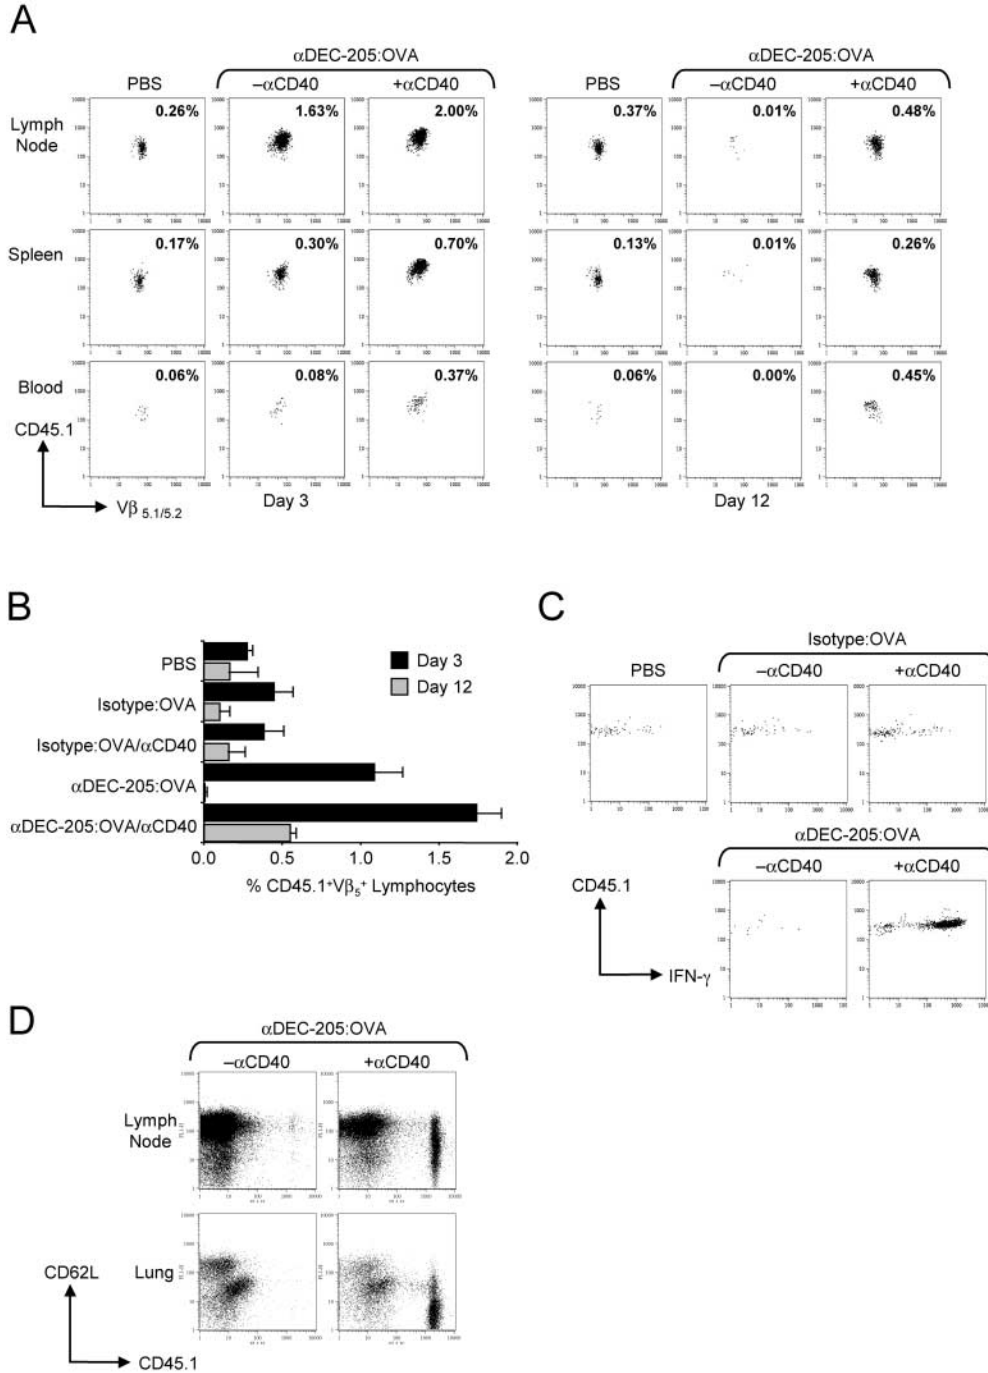 A
αDEC-205:OVA
αDEC-205:OVA
PBS –αCD40 +αCD40 PBS –αCD40 +αCD40
Lymph Node 0.26% 1.63% 2.00% 0.37% 0.01% 0.48%
Spleen 0.17% 0.30% 0.70% 0.13% 0.01% 0.26%
Blood 0.06% 0.08% 0.37% 0.06% 0.00% 0.45%
CD45.1
Vβ 5.1/5.2
Day 3
Day 12
B
PBS
Isotype:OVA
Isotype:OVA/αCD40
αDEC-205:OVA
αDEC-205:OVA/αCD40
Day 3
Day 12
0.0 0.5 1.0 1.5 2.0
% CD45.1⁺Vβ₅⁺ Lymphocytes
C
Isotype:OVA
PBS –αCD40 +αCD40
αDEC-205:OVA
–αCD40 +αCD40
CD45.1
IFN-γ
D
αDEC-205:OVA
–αCD40 +αCD40
Lymph
Node
Lung
CD62L
CD45.1